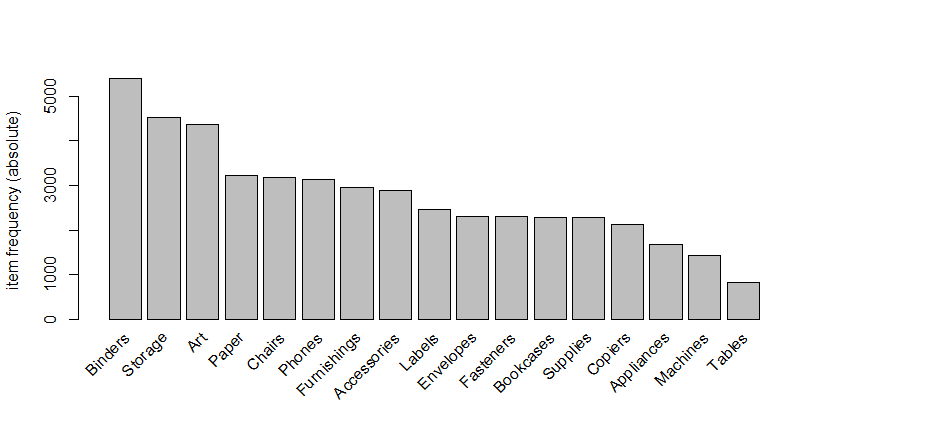 item frequency (absolute)
5000
3000
1000
0
Binders
Storage
Art
Paper
Chairs
Phones
Furnishings
Accessories
Labels
Envelopes
Fasteners
Bookcases
Supplies
Copiers
Appliances
Machines
Tables